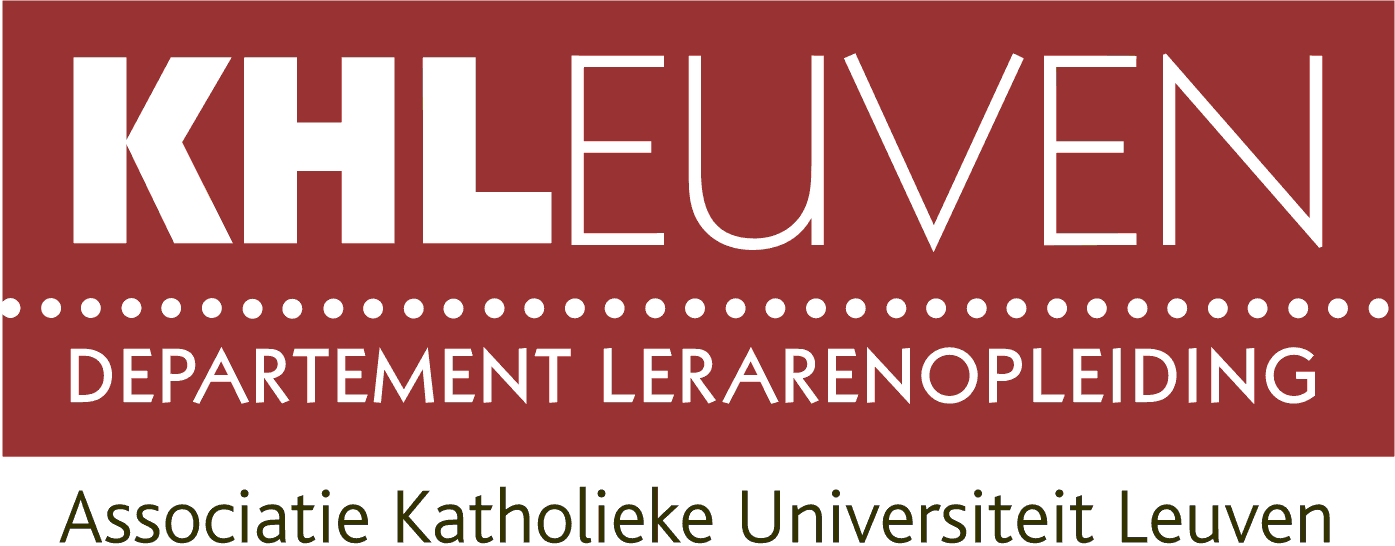 KHLEUVEN
DEPARTEMENT LERARENOPLEIDING
Associatie Katholieke Universiteit Leuven